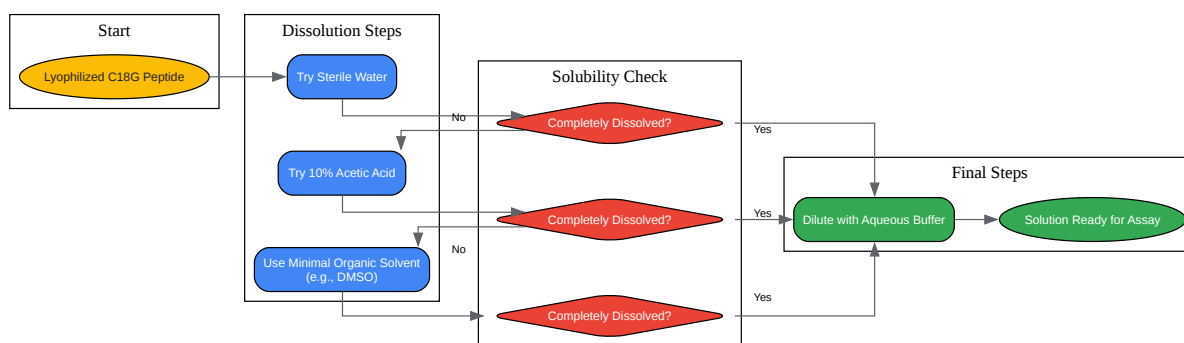 Start
Lyophilized C18G Peptide
Dissolution Steps
Try Sterile Water
Try 10% Acetic Acid
Use Minimal Organic Solvent
(e.g., DMSO)
Solubility Check
No
Completely Dissolved?
Yes
Completely Dissolved?
Yes
No
Completely Dissolved?
Yes
Final Steps
Dilute with Aqueous Buffer
Solution Ready for Assay